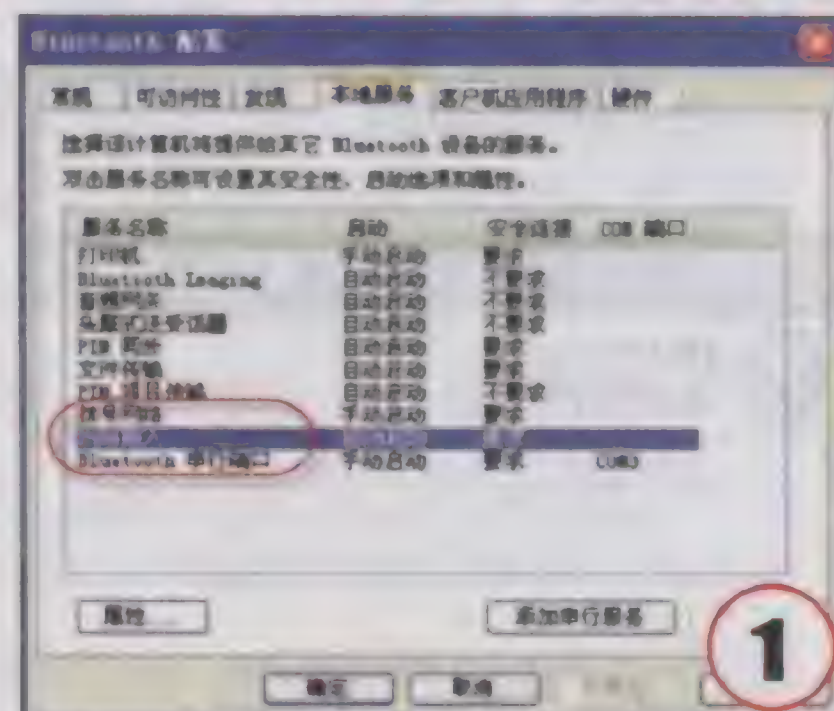 Bluetooth 配置
常规 可访问性 发现 本地服务 客户机应用程序 硬件
选择该计算机将提供给其它 Bluetooth 设备的服务。
双击服务名称可设置其安全性、启动选项和属性。
服务名称 启动 安全连接 COM 端口
打印机 手动启动 要求
Bluetooth Imaging 自动启动 不要求
音频网关 自动启动 不要求
头戴式送受话器 自动启动 不要求
PIM 同步 自动启动 要求
文件传输 自动启动 要求
PIM 项目传输 自动启动 不要求
拨号网络 手动启动 要求
Bluetooth 串行端口 手动启动 要求 COM3
属性 添加串行服务
确定 取消
1